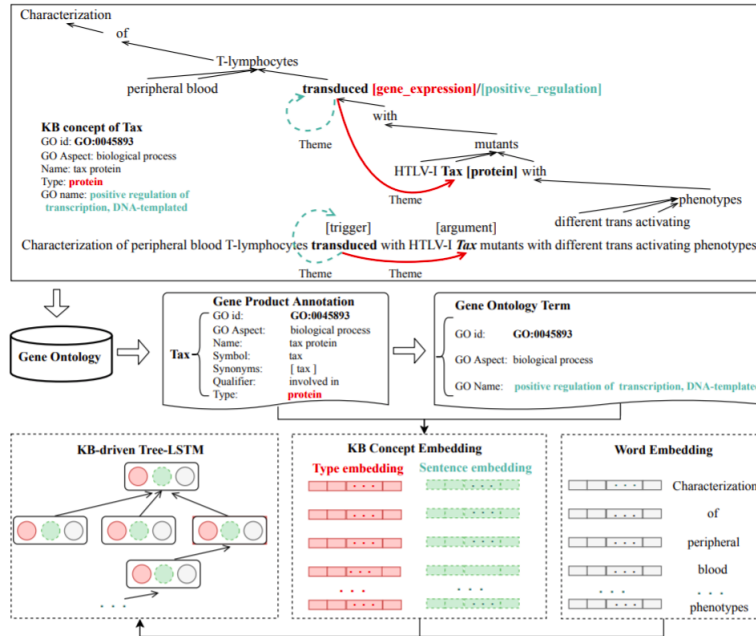 Characterization
of
T-lymphocytes
peripheral blood
transduced [gene_expression]/[positive_regulation]
with
Theme
mutants
KB concept of Tax
GO id: GO:0045893
GO Aspect: biological process
Name: tax protein
Type: protein
GO name: positive regulation of
transcription, DNA-templated
HTLV-I Tax [protein] with
Theme
phenotypes
different trans activating
[trigger] [argument]
Characterization of peripheral blood T-lymphocytes transduced with HTLV-I Tax mutants with different trans activating phenotypes
Theme Theme
Gene Ontology
Gene Product Annotation
Tax
GO id: GO:0045893
GO Aspect: biological process
Name: tax protein
Symbol: tax
Synonyms: [ tax ]
Qualifier: involved in
Type: protein
Gene Ontology Term
GO id: GO:0045893
GO Aspect: biological process
GO Name: positive regulation of transcription, DNA-templated
KB-driven Tree-LSTM
. . .
KB Concept Embedding
Type embedding Sentence embedding
. . . . . .
. . . . . .
. . . . . .
. . . . . .
. . . . . .
. . . . . .
Word Embedding
. . . Characterization
. . . of
. . . peripheral
. . . blood
. . . . . .
. . . phenotypes